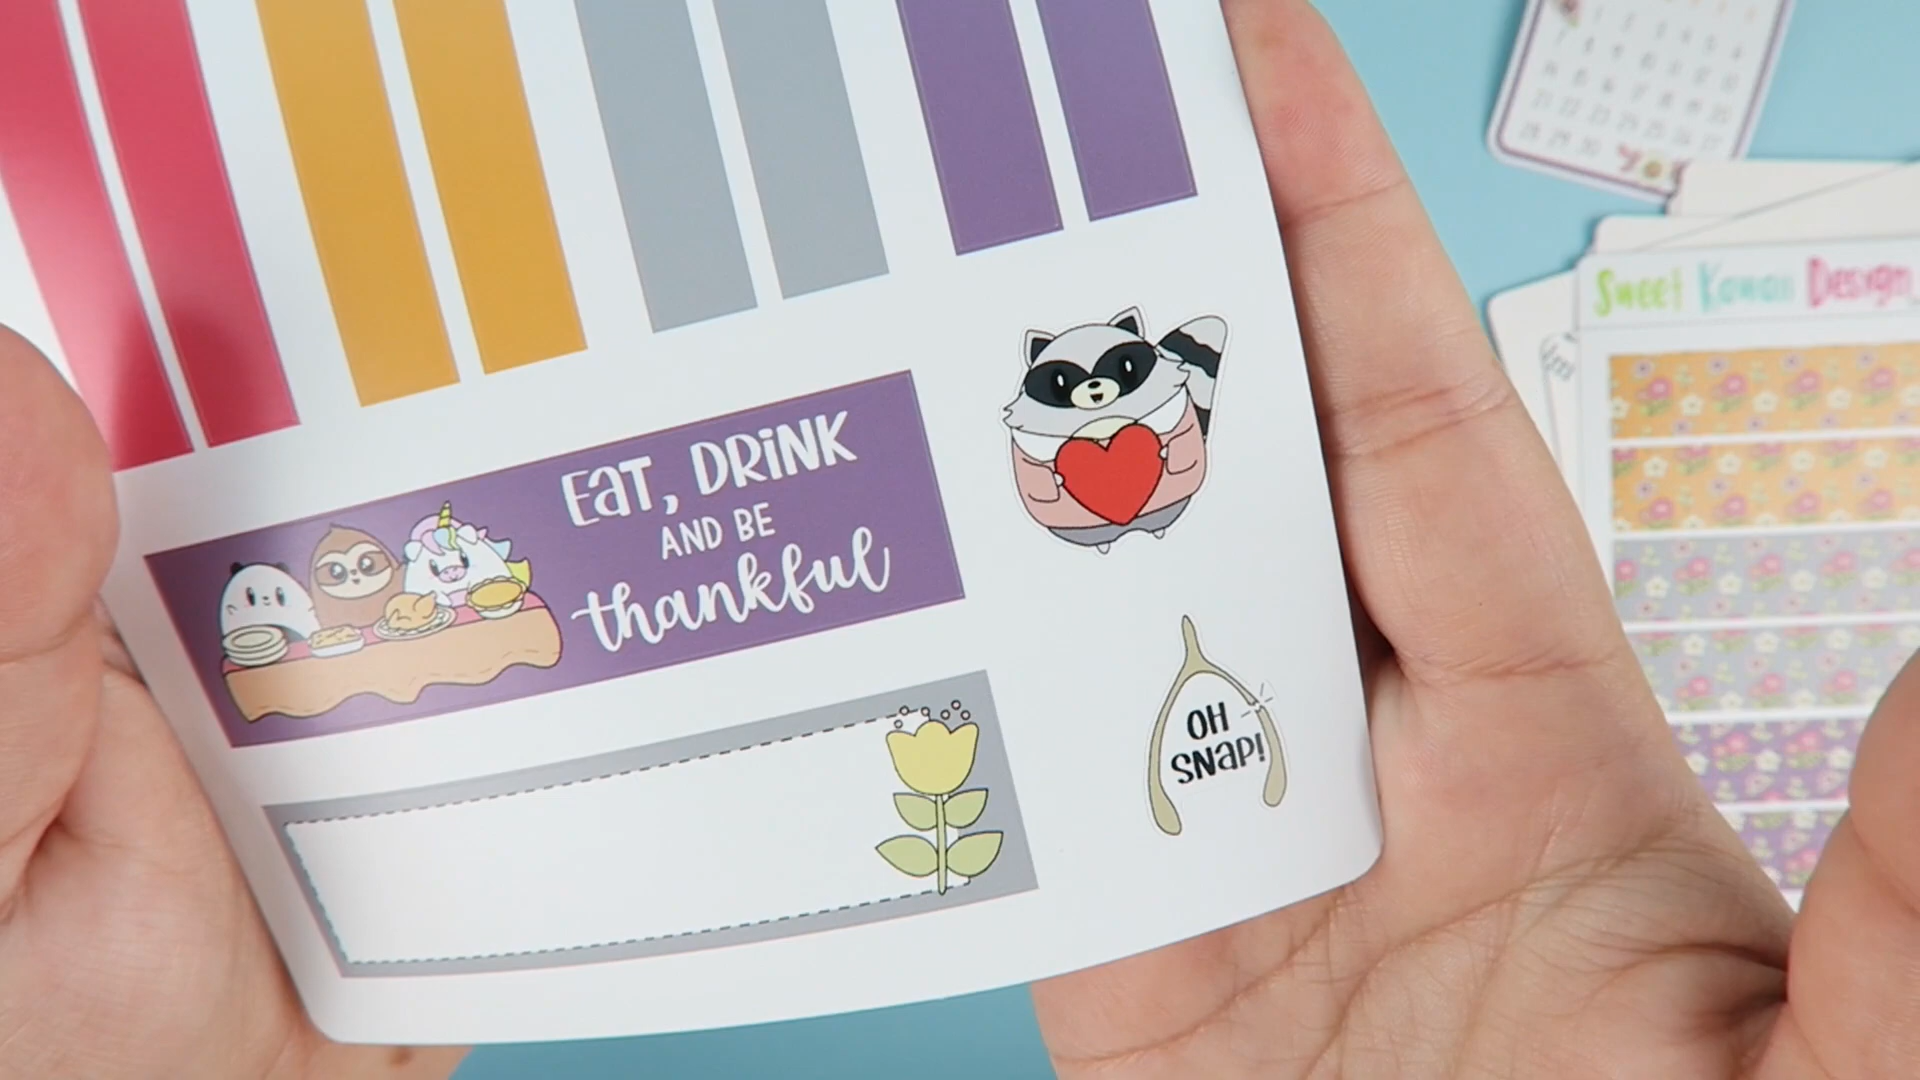 Sweet Kawaii Design
EaT, DRiNK
AND BE
thankful
OH
SNaP!